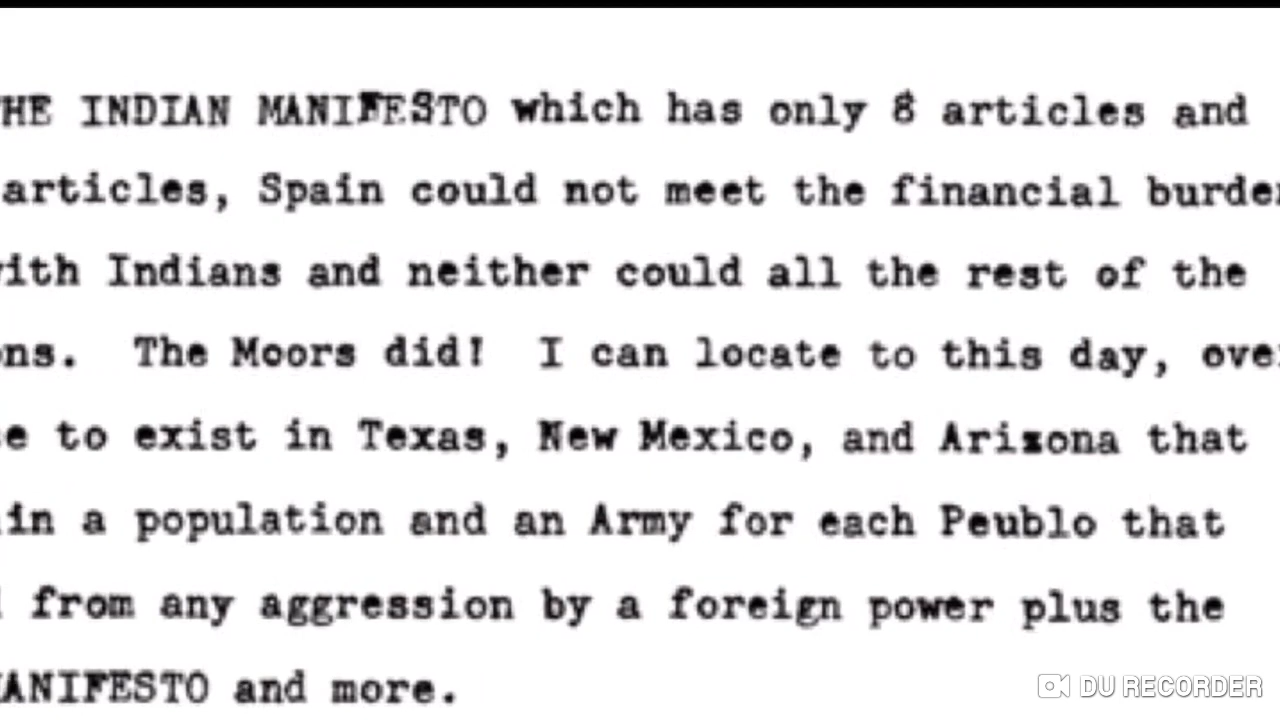 HE INDIAN MANIFESTO which has only 8 articles and
articles, Spain could not meet the financial burde
ith Indians and neither could all the rest of the
ns. The Moors did! I can locate to this day, ove
e to exist in Texas, New Mexico, and Arizona that
in a population and an Army for each Peublo that
from any aggression by a foreign power plus the
ANIFESTO and more.
DU RECORDER